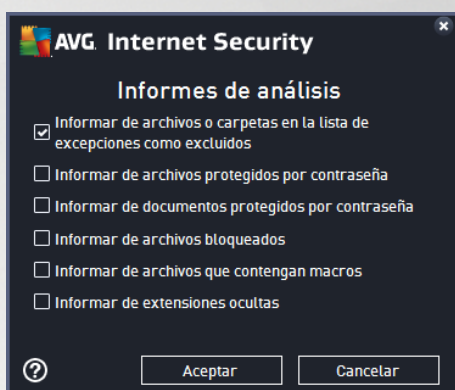 AVG. Internet Security
Informes de análisis
Informar de archivos o carpetas en la lista de
excepciones como excluidos
Informar de archivos protegidos por contraseña
Informar de documentos protegidos por contraseña
Informar de archivos bloqueados
Informar de archivos que contengan macros
Informar de extensiones ocultas
Aceptar
Cancelar